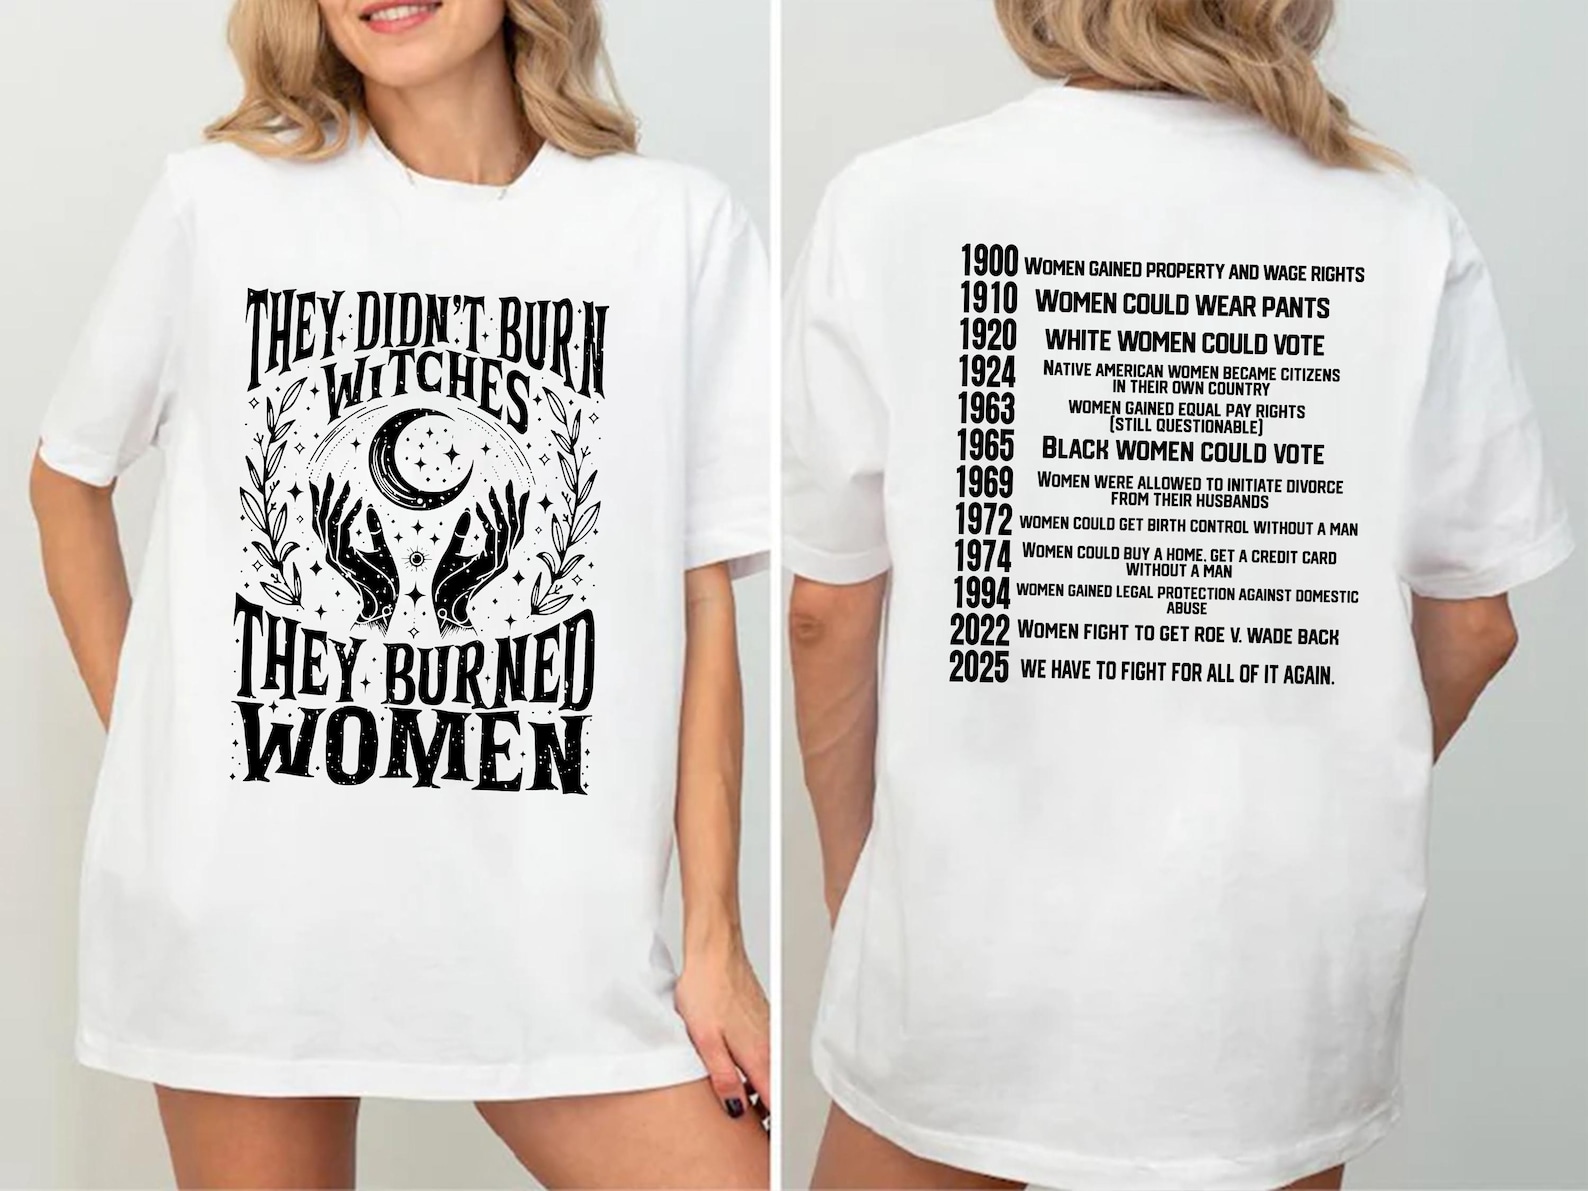 THEY DIDN'T BURN
WITCHES
THEY BURNED
WOMEN
1900 WOMEN GAINED PROPERTY AND WAGE RIGHTS
1910 WOMEN COULD WEAR PANTS
1920 WHITE WOMEN COULD VOTE
1924 NATIVE AMERICAN WOMEN BECAME CITIZENS
IN THEIR OWN COUNTRY
1963 WOMEN GAINED EQUAL PAY RIGHTS
(STILL QUESTIONABLE)
1965 BLACK WOMEN COULD VOTE
1969 WOMEN WERE ALLOWED TO INITIATE DIVORCE
FROM THEIR HUSBANDS
1972 WOMEN COULD GET BIRTH CONTROL WITHOUT A MAN
1974 WOMEN COULD BUY A HOME, GET A CREDIT CARD
WITHOUT A MAN
1994 WOMEN GAINED LEGAL PROTECTION AGAINST DOMESTIC
ABUSE
2022 WOMEN FIGHT TO GET ROE V. WADE BACK
2025 WE HAVE TO FIGHT FOR ALL OF IT AGAIN.